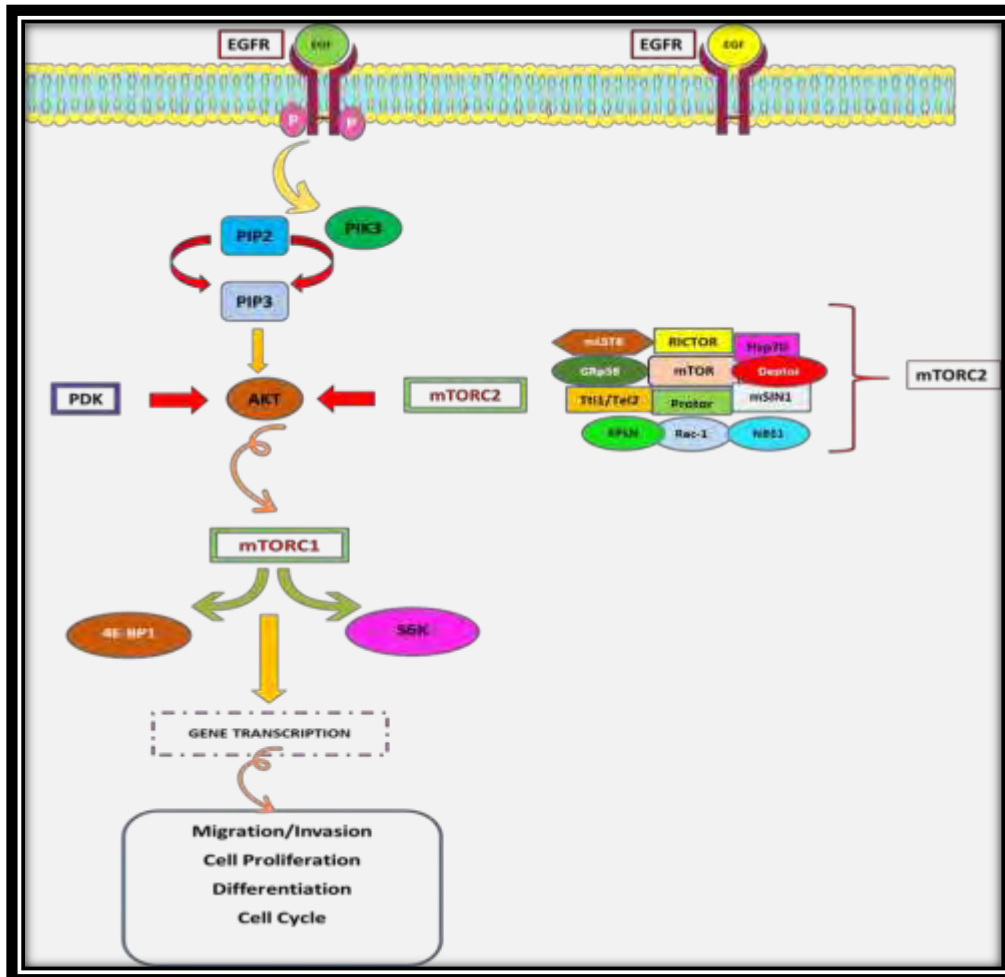 EGFR
EGF
EGFR
EGF
P
P
PIP2
PIK3
PIP3
mLST8
RICTOR
Hsp70
GRp58
mTOR
Deptor
mTORC2
PDK
AKT
mTORC2
Tti1/Tel2
Protor
mSIN1
Rac-1
NBS1
mTORC1
4E-BP1
S6K
GENE TRANSCRIPTION
Migration/Invasion
Cell Proliferation
Differentiation
Cell Cycle